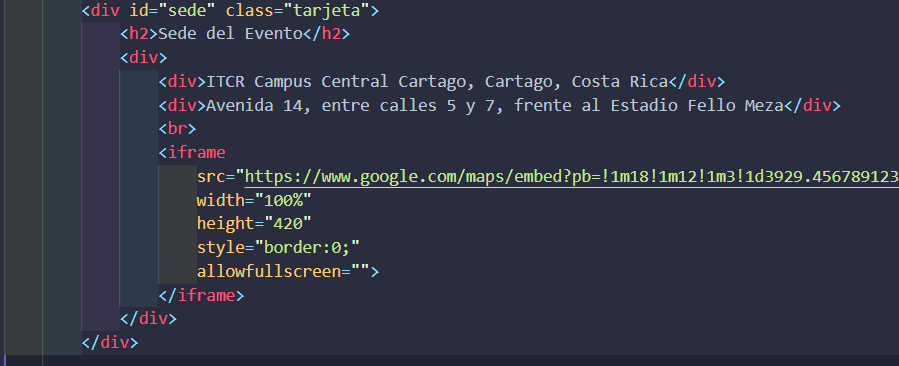 <div id="sede" class="tarjeta">
<h2>Sede del Evento</h2>
<div>
<div>ITCR Campus Central Cartago, Cartago, Costa Rica</div>
<div>Avenida 14, entre calles 5 y 7, frente al Estadio Fello Meza</div>
<br>
<iframe
src="https://www.google.com/maps/embed?pb=!1m18!1m12!1m3!1d3929.456789123
width="100%"
height="420"
style="border:0;"
allowfullscreen="">
</iframe>
</div>
</div>